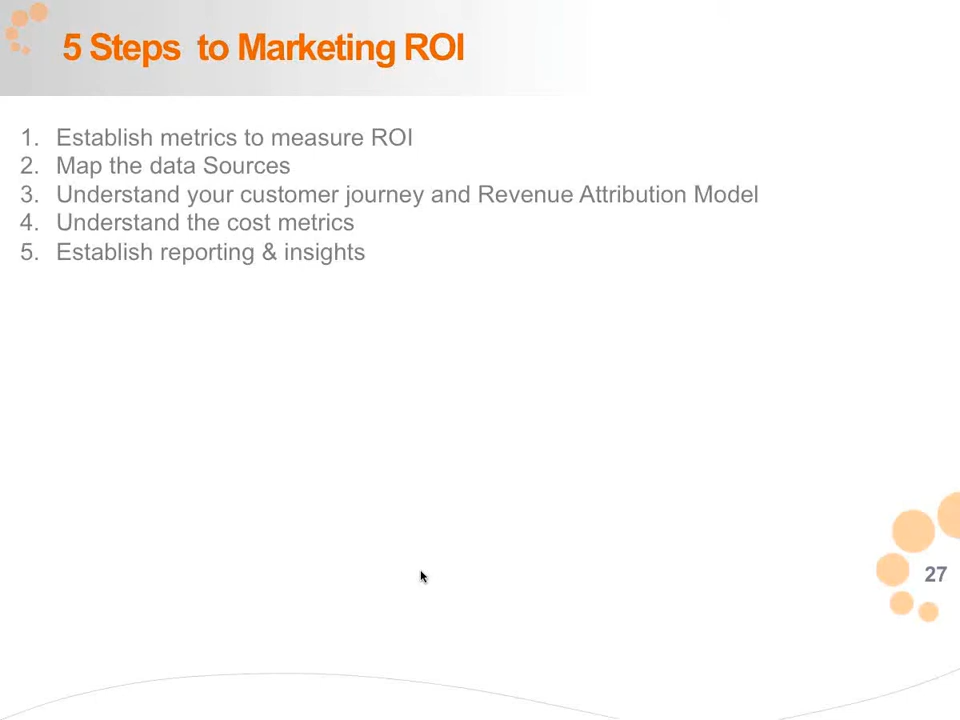 5 Steps  to Marketing ROI
1. Establish metrics to measure ROI
2. Map the data Sources
3. Understand your customer journey and Revenue Attribution Model
4. Understand the cost metrics
5. Establish reporting & insights
27